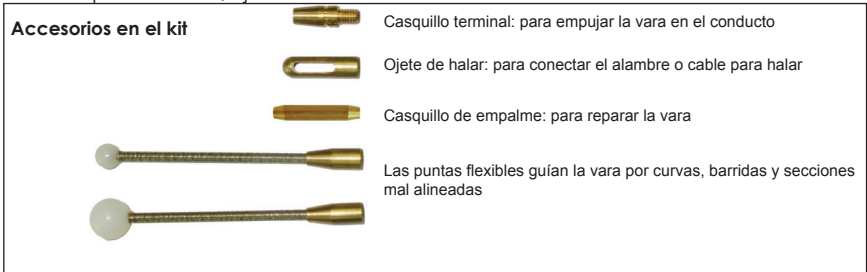 Accesorios en el kit
Casquillo terminal: para empujar la vara en el conducto
Ojete de halar: para conectar el alambre o cable para halar
Casquillo de empalme: para reparar la vara
Las puntas flexibles guían la vara por curvas, barridas y secciones
mal alineadas